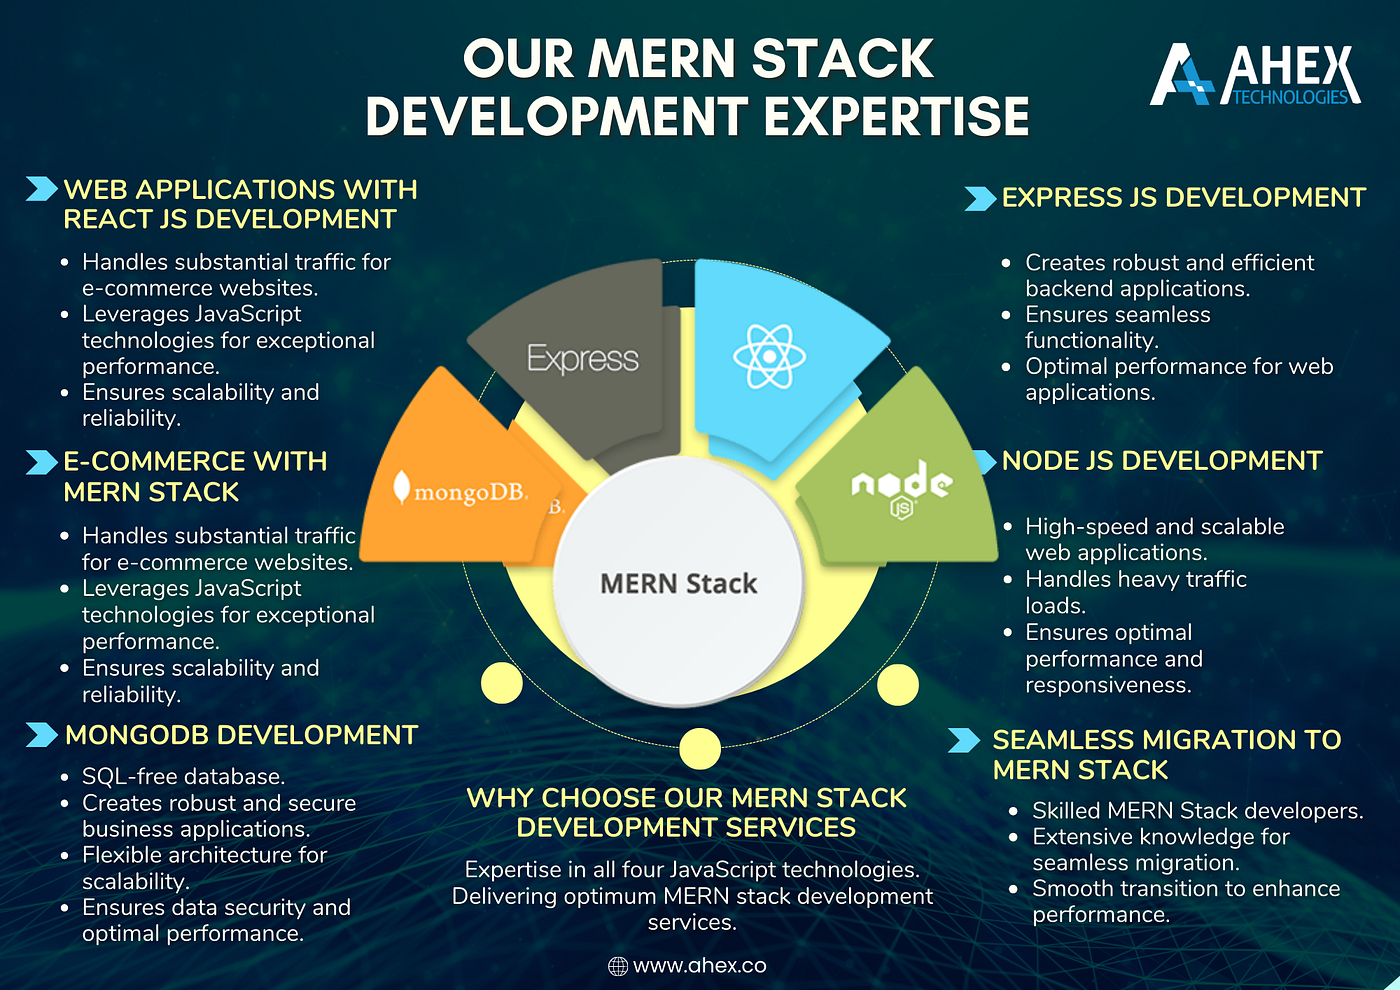 OUR MERN STACK
DEVELOPMENT EXPERTISE
AHEX
TECHNOLOGIES
WEB APPLICATIONS WITH
REACT JS DEVELOPMENT
• Handles substantial traffic for
e-commerce websites.
• Leverages JavaScript
technologies for exceptional
performance.
• Ensures scalability and
reliability.
E-COMMERCE WITH
MERN STACK
• Handles substantial traffic
for e-commerce websites.
• Leverages JavaScript
technologies for exceptional
performance.
• Ensures scalability and
reliability.
MONGODB DEVELOPMENT
• SQL-free database.
• Creates robust and secure
business applications.
• Flexible architecture for
scalability.
• Ensures data security and
optimal performance.
mongoDB.
B.
Express
node
JS
MERN Stack
WHY CHOOSE OUR MERN STACK
DEVELOPMENT SERVICES
Expertise in all four JavaScript technologies.
Delivering optimum MERN stack development
services.
www.ahex.co
EXPRESS JS DEVELOPMENT
• Creates robust and efficient
backend applications.
• Ensures seamless
functionality.
• Optimal performance for web
applications.
NODE JS DEVELOPMENT
• High-speed and scalable
web applications.
• Handles heavy traffic
loads.
• Ensures optimal
performance and
responsiveness.
SEAMLESS MIGRATION TO
MERN STACK
• Skilled MERN Stack developers.
• Extensive knowledge for
seamless migration.
• Smooth transition to enhance
performance.